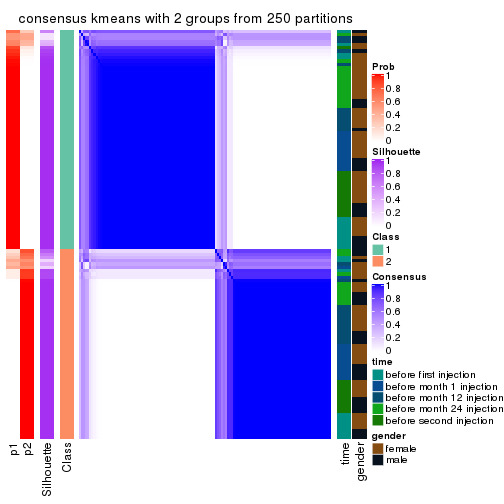 consensus kmeans with 2 groups from 250 partitions
Prob
1
0.8
0.6
0.4
0.2
0
Silhouette
1
0.8
0.6
0.4
0.2
0
Class
1
2
Consensus
1
0.8
0.6
0.4
0.2
0
time
before first injection
before month 1 injection
before month 12 injection
before month 24 injection
before second injection
gender
female
male
p1
p2
Silhouette
Class
time
gender